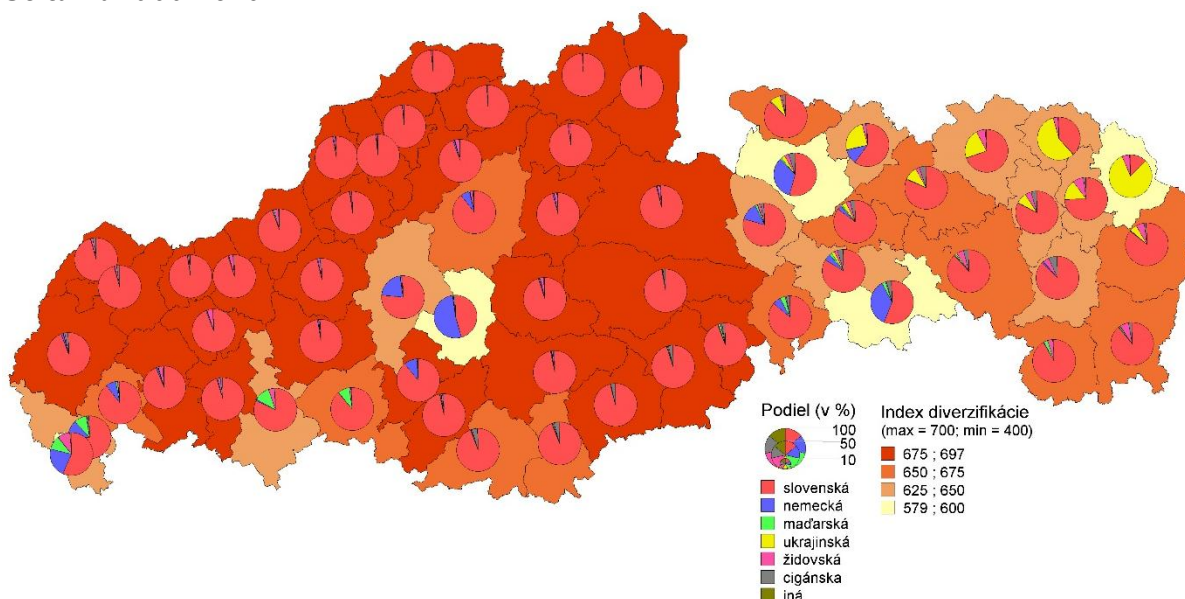 Podiel (v %)
100
50
10
slovenská
nemecká
maďarská
ukrajinská
židovská
cigánska
iná
Index diverzifikácie
(max = 700; min = 400)
675 ; 697
650 ; 675
625 ; 650
579 ; 600